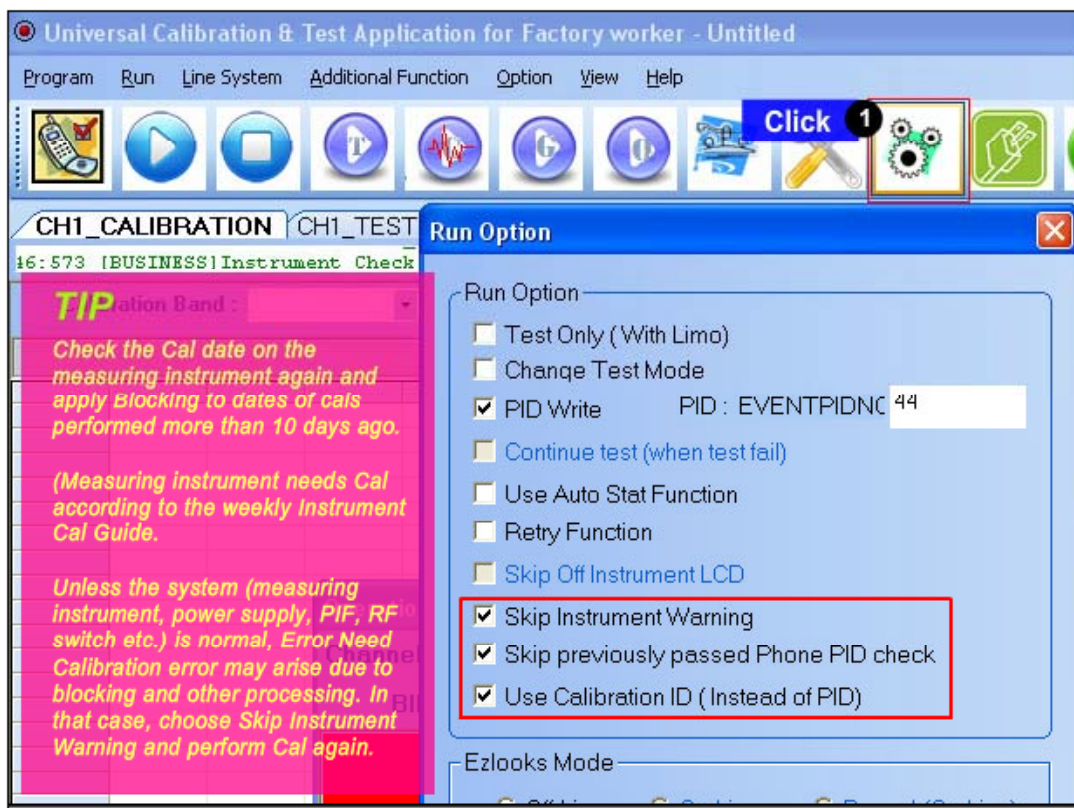 Universal Calibration & Test Application for Factory worker - Untitled
Program Run Line System Additional Function Option View Help
Click 1
T
G
CH1_CALIBRATION CH1_TEST
46:573 [BUSINESS]Instrument Check
Run Option
TIP
ation Band :
Check the Cal date on the
measuring instrument again and
apply Blocking to dates of cals
performed more than 10 days ago.
(Measuring instrument needs Cal
according to the weekly Instrument
Cal Guide.
Unless the system (measuring
instrument, power supply, PIF, RF
switch etc.) is normal, Error Need
Calibration error may arise due to
blocking and other processing. In
that case, choose Skip Instrument
Warning and perform Cal again.
Channel
Run Option
Test Only ( With Limo)
Change Test Mode
PID Write PID : EVENTPIDNC 44
Continue test (when test fail)
Use Auto Stat Function
Retry Function
Skip Off Instrument LCD
Skip Instrument Warning
Skip previously passed Phone PID check
Use Calibration ID ( Instead of PID)
Ezlooks Mode